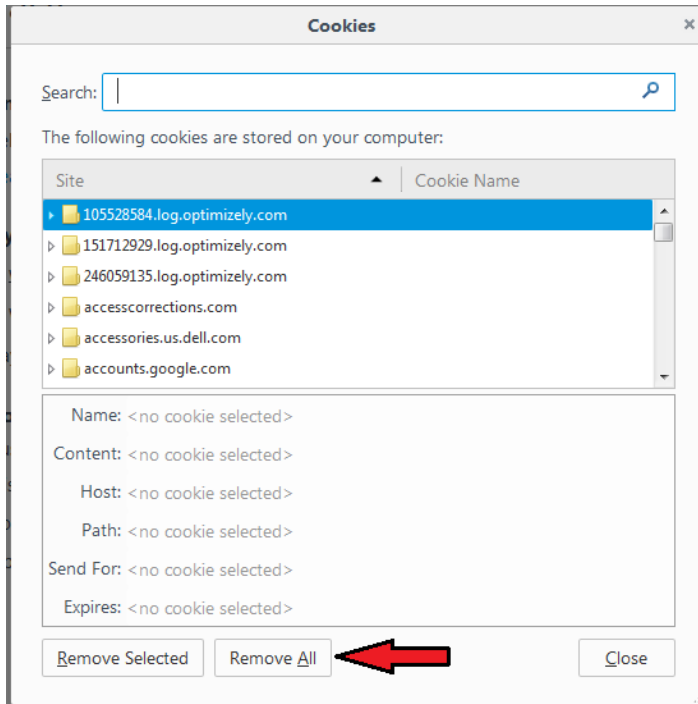 Cookies
Search:
The following cookies are stored on your computer:
Site Cookie Name
105528584.log.optimizely.com
151712929.log.optimizely.com
246059135.log.optimizely.com
accesscorrections.com
accessories.us.dell.com
accounts.google.com
Name: <no cookie selected>
Content: <no cookie selected>
Host: <no cookie selected>
Path: <no cookie selected>
Send For: <no cookie selected>
Expires: <no cookie selected>
Remove Selected Remove All Close